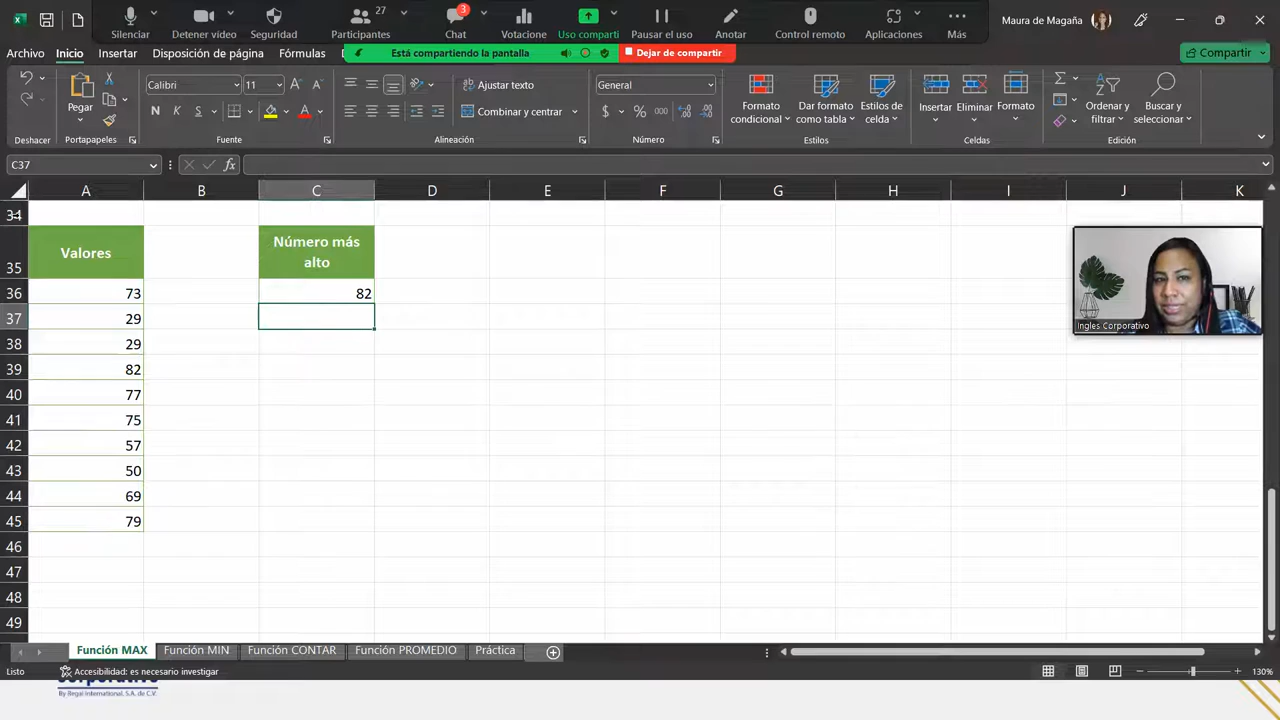 Silenciar
Detener video
Seguridad
27
Participantes
3
Chat
Votacione
Uso comparti
Pausar el uso
Anotar
Control remoto
Aplicaciones
Más
Maura de Magaña
Archivo
Inicio
Insertar
Disposición de página
Fórmulas
Está compartiendo la pantalla
Dejar de compartir
Compartir
Pegar
Calibri
11
N
K
S
Ajustar texto
Combinar y centrar
General
$
%
000
Formato condicional
Dar formato como tabla
Estilos de celda
Insertar
Eliminar
Formato
Ordenar y filtrar
Buscar y seleccionar
Deshacer
Portapapeles
Fuente
Alineación
Número
Estilos
Celdas
Edición
C37
fx
A B C D E F G H I J K
34
35 Valores Número más alto
36 73 82
37 29
38 29
39 82
40 77
41 75
42 57
43 50
44 69
45 79
46
47
48
49
Ingles Corporativo
Función MAX
Función MIN
Función CONTAR
Función PROMEDIO
Práctica
Listo
Accesibilidad: es necesario investigar
130%
corporativo
By Regal International, S.A. de C.V.